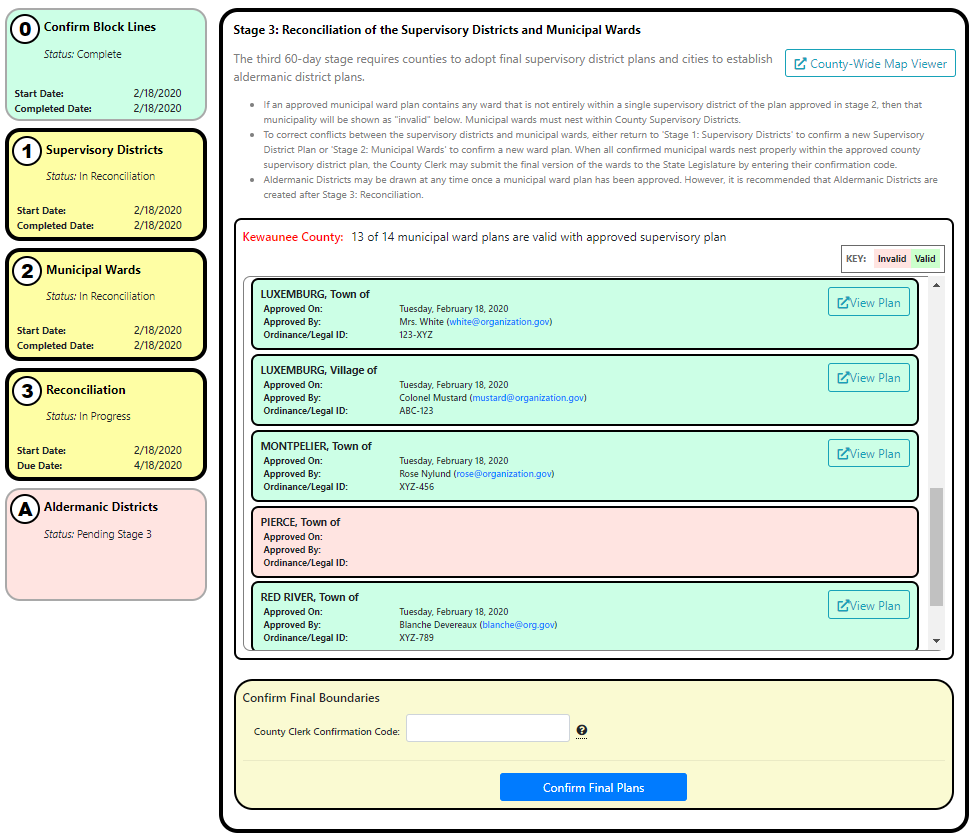 0 Confirm Block Lines
Status: Complete
Start Date: 2/18/2020
Completed Date: 2/18/2020
1 Supervisory Districts
Status: In Reconciliation
Start Date: 2/18/2020
Completed Date: 2/18/2020
2 Municipal Wards
Status: In Reconciliation
Start Date: 2/18/2020
Completed Date: 2/18/2020
3 Reconciliation
Status: In Progress
Start Date: 2/18/2020
Due Date: 4/18/2020
A Aldermanic Districts
Status: Pending Stage 3
Stage 3: Reconciliation of the Supervisory Districts and Municipal Wards
The third 60-day stage requires counties to adopt final supervisory district plans and cities to establish
aldermanic district plans.
County-Wide Map Viewer
• If an approved municipal ward plan contains any ward that is not entirely within a single supervisory district of the plan approved in stage 2, then that
municipality will be shown as "invalid" below. Municipal wards must nest within County Supervisory Districts.
• To correct conflicts between the supervisory districts and municipal wards, either return to 'Stage 1: Supervisory Districts' to confirm a new Supervisory
District Plan or 'Stage 2: Municipal Wards' to confirm a new ward plan. When all confirmed municipal wards nest properly within the approved county
supervisory district plan, the County Clerk may submit the final version of the wards to the State Legislature by entering their confirmation code.
• Aldermanic Districts may be drawn at any time once a municipal ward plan has been approved. However, it is recommended that Aldermanic Districts are
created after Stage 3: Reconciliation.
Kewaunee County: 13 of 14 municipal ward plans are valid with approved supervisory plan
KEY: Invalid Valid
LUXEMBURG, Town of
View Plan
Approved On: Tuesday, February 18, 2020
Approved By: Mrs. White (white@organization.gov)
Ordinance/Legal ID: 123-XYZ
LUXEMBURG, Village of
View Plan
Approved On: Tuesday, February 18, 2020
Approved By: Colonel Mustard (mustard@organization.gov)
Ordinance/Legal ID: ABC-123
MONTPELIER, Town of
View Plan
Approved On: Tuesday, February 18, 2020
Approved By: Rose Nylund (rose@organization.gov)
Ordinance/Legal ID: XYZ-456
PIERCE, Town of
Approved On:
Approved By:
Ordinance/Legal ID:
RED RIVER, Town of
View Plan
Approved On: Tuesday, February 18, 2020
Approved By: Blanche Devereaux (blanche@org.gov)
Ordinance/Legal ID: XYZ-789
Confirm Final Boundaries
County Clerk Confirmation Code: ?
Confirm Final Plans